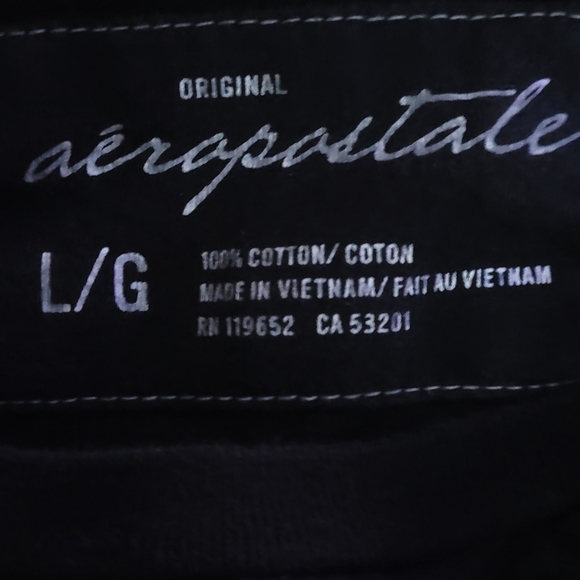 ORIGINAL
aéropostale
L/G
100% COTTON/ COTON
MADE IN VIETNAM/ FAIT AU VIETNAM
RN 119652 CA 53201